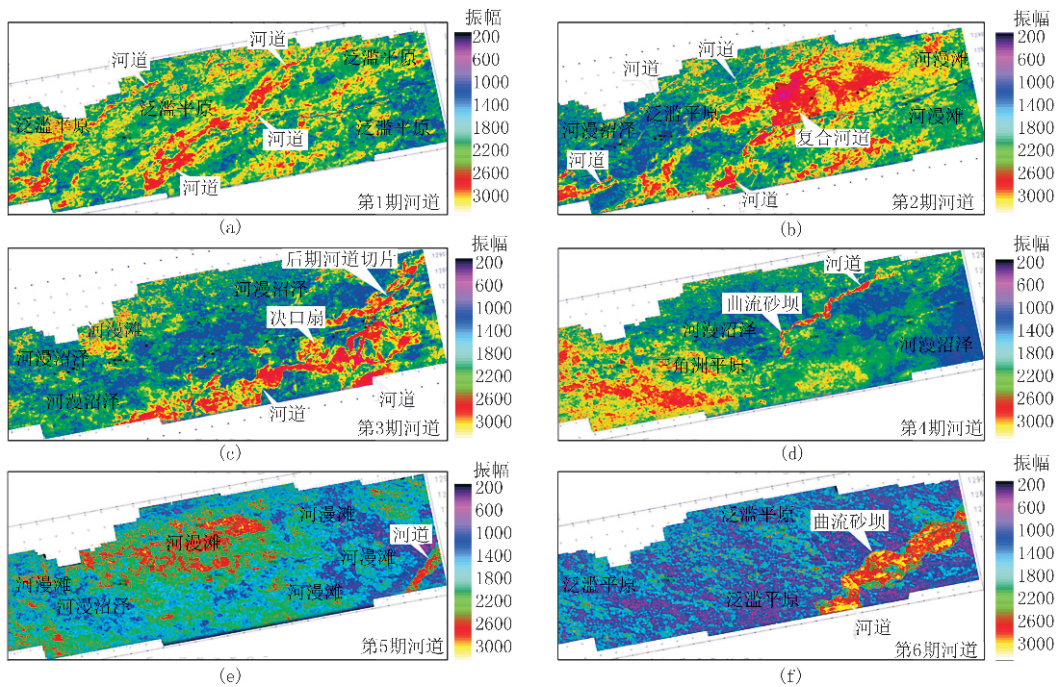 振幅
200
600
1000
1400
1800
2200
2600
3000
河道
河道
泛滥平原
泛滥平原
泛滥平原
泛滥平原
河道
河道
第1期河道
(a)
振幅
200
600
1000
1400
1800
2200
2600
3000
河道
河道
河漫滩
泛滥平原
河漫滩
河漫沼泽
复合河道
河道
河道
第2期河道
(b)
振幅
200
600
1000
1400
1800
2200
2600
3000
后期河道切片
河漫沼泽
决口扇
河漫滩
河漫沼泽
河漫沼泽
河道
河道
第3期河道
(c)
振幅
200
600
1000
1400
1800
2200
2600
3000
河道
曲流砂坝
河漫沼泽
河漫沼泽
三角洲平原
第4期河道
(d)
振幅
200
600
1000
1400
1800
2200
2600
3000
河漫滩
河道
河漫滩
河漫滩
河漫滩
河漫滩
河漫沼泽
第5期河道
(e)
振幅
200
600
1000
1400
1800
2200
2600
3000
泛滥平原
曲流砂坝
泛滥平原
泛滥平原
河道
第6期河道
(f)